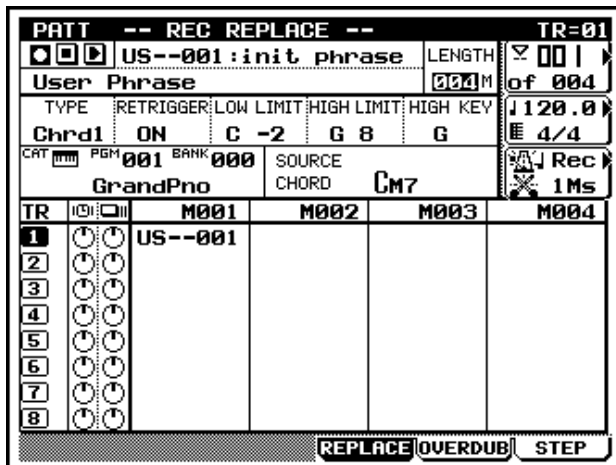 PATT -- REC REPLACE -- TR=01
US--001:init phrase LENGTH 001
User Phrase 004M of 004
TYPE RETRIGGER LOW LIMIT HIGH LIMIT HIGH KEY ♩120.0
Chrd1 ON C -2 G 8 G 4/4
CAT PGM 001 BANK 000 SOURCE Rec
GrandPno CHORD CM7 1Ms
TR M001 M002 M003 M004
1 US--001
2
3
4
5
6
7
8
REPLACE OVERDUB STEP